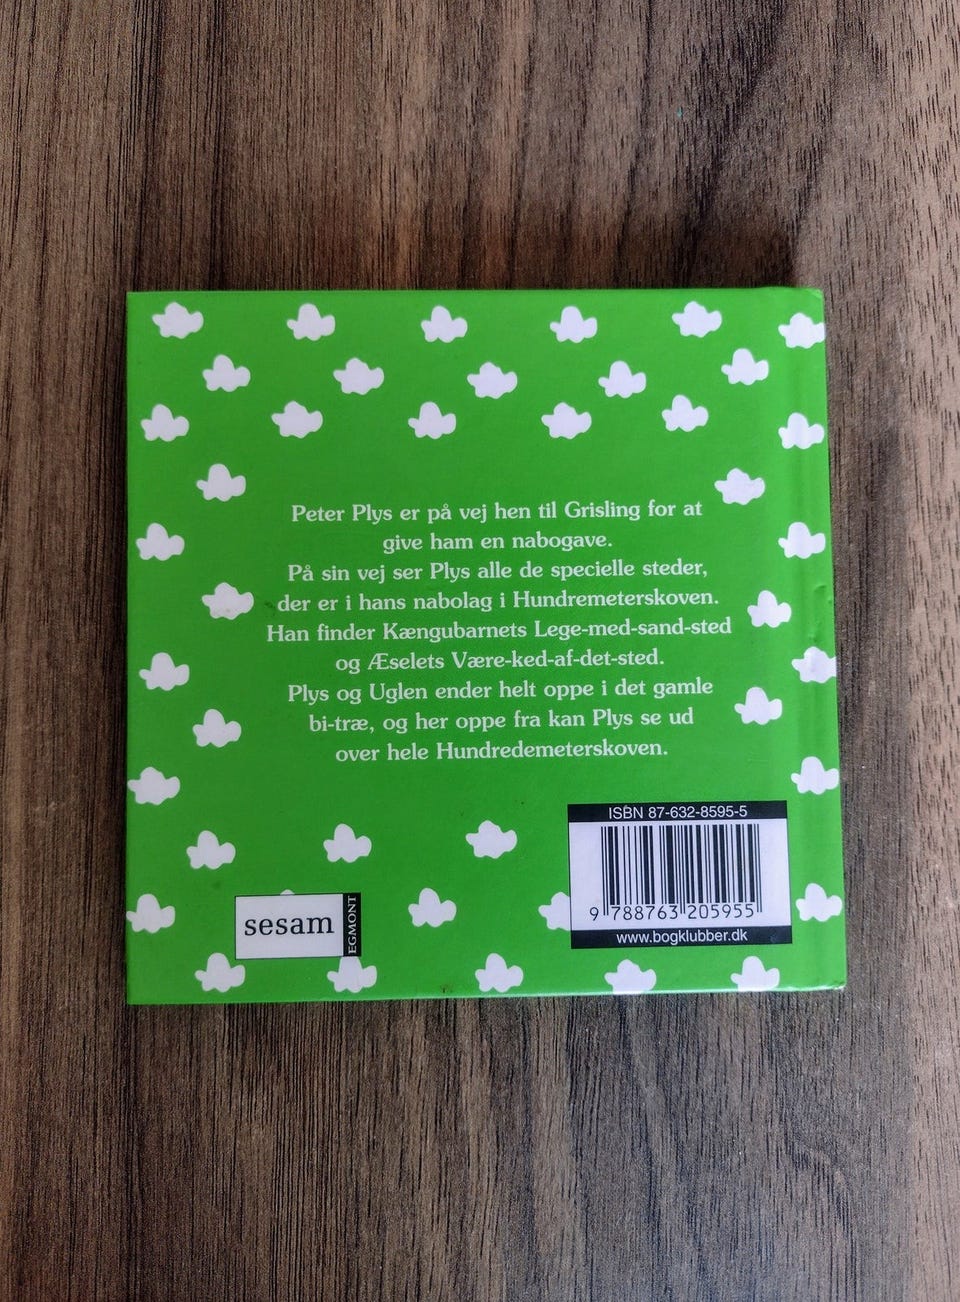 Peter Plys er på vej hen til Grisling for at
give ham en nabogave.
På sin vej ser Plys alle de specielle steder,
der er i hans nabolag i Hundremeterskoven.
Han finder Kængubarnets Lege-med-sand-sted
og Æselets Være-ked-af-det-sted.
Plys og Uglen ender helt oppe i det gamle
bi-træ, og her oppe fra kan Plys se ud
over hele Hundredemeterskoven.
ISBN 87-632-8595-5
9 788763 205955
www.bogklubber.dk
sesam
EGMONT